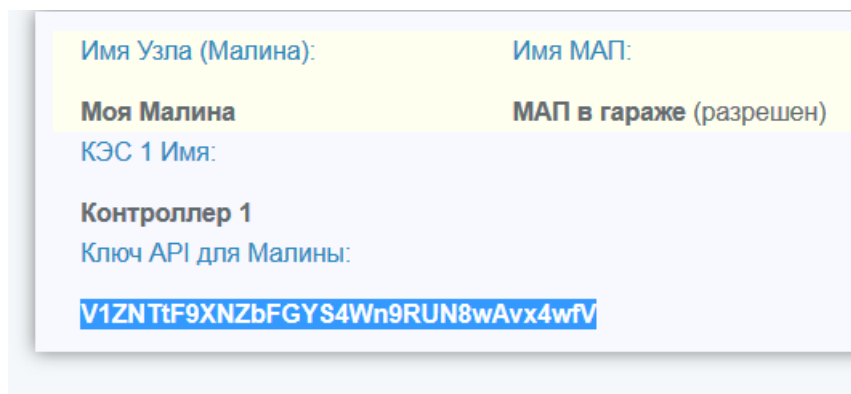 Имя Узла (Малина): Имя МАП:
Моя Малина МАП в гараже (разрешен)
КЭС 1 Имя:
Контроллер 1
Ключ API для Малины:
V1ZNTtF9XNZbFGYS4Wn9RUN8wAvx4wfV